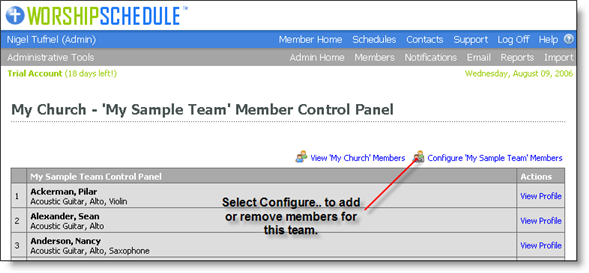 WORSHIPSCHEDULE™
Nigel Tufnel (Admin) Member Home Schedules Contacts Support Log Off Help ?
Administrative Tools Admin Home Members Notifications Email Reports Import
Trial Account (18 days left!) Wednesday, August 09, 2006
My Church - 'My Sample Team' Member Control Panel
View 'My Church' Members Configure 'My Sample Team' Members
My Sample Team Control Panel Actions
1 Ackerman, Pilar View Profile
Acoustic Guitar, Alto, Violin
2 Alexander, Sean View Profile
Acoustic Guitar, Alto
3 Anderson, Nancy View Profile
Acoustic Guitar, Alto, Saxophone
Select Configure.. to add
or remove members for
this team.